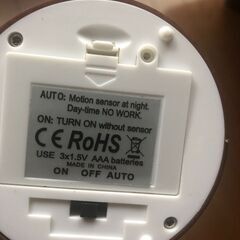 AUTO: Motion sensor at night.
Day-time NO WORK.
ON: TURN ON without sensor
CE RoHS
USE 3x1.5V AAA batteries
MADE IN CHINA
ON OFF AUTO